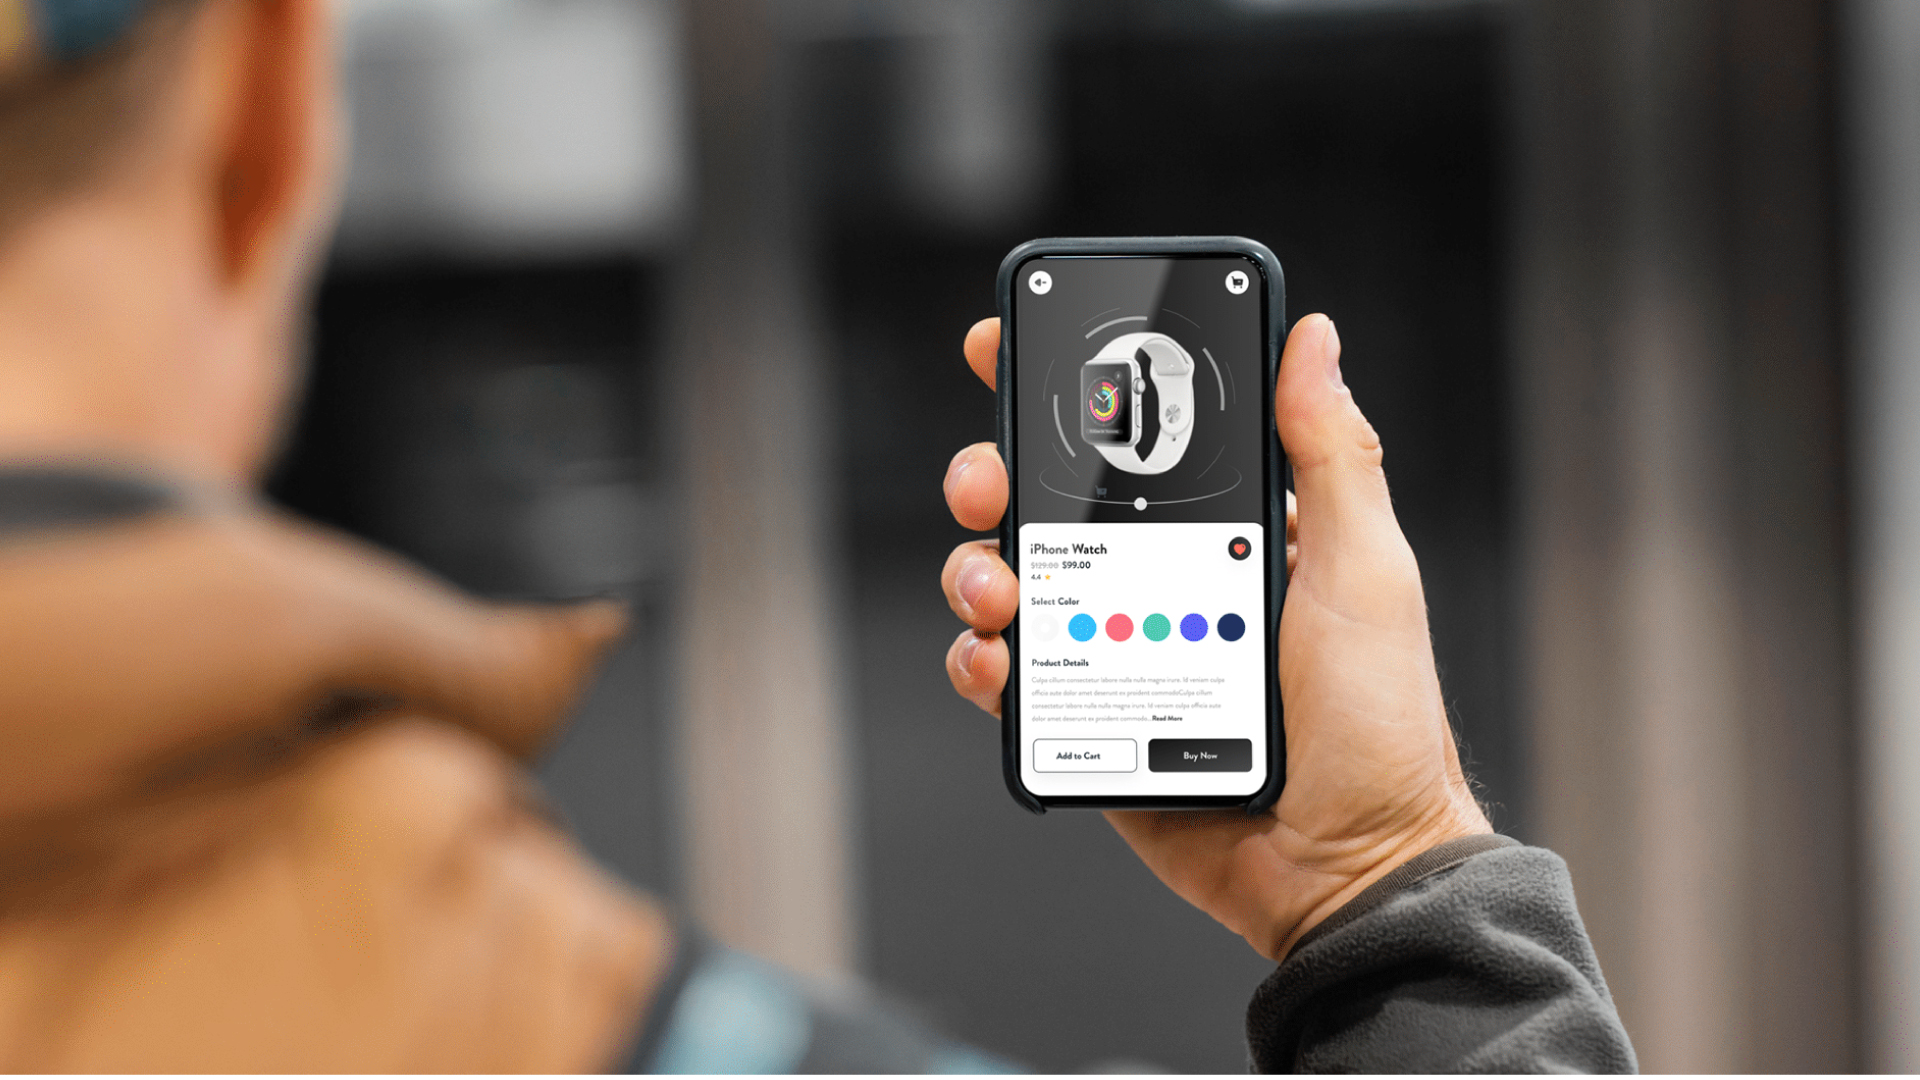 iPhone Watch
$129.00 $99.00
4.4
Select Color
Product Details
Culpa cillum consectetur labore nulla nulla magna irure. Id veniam culpa
officia aute dolor amet deserunt ex proident commodoCulpa cillum
consectetur labore nulla nulla magna irure. Id veniam culpa officia aute
dolor amet deserunt ex proident commodo...Read More
Add to Cart
Buy Now